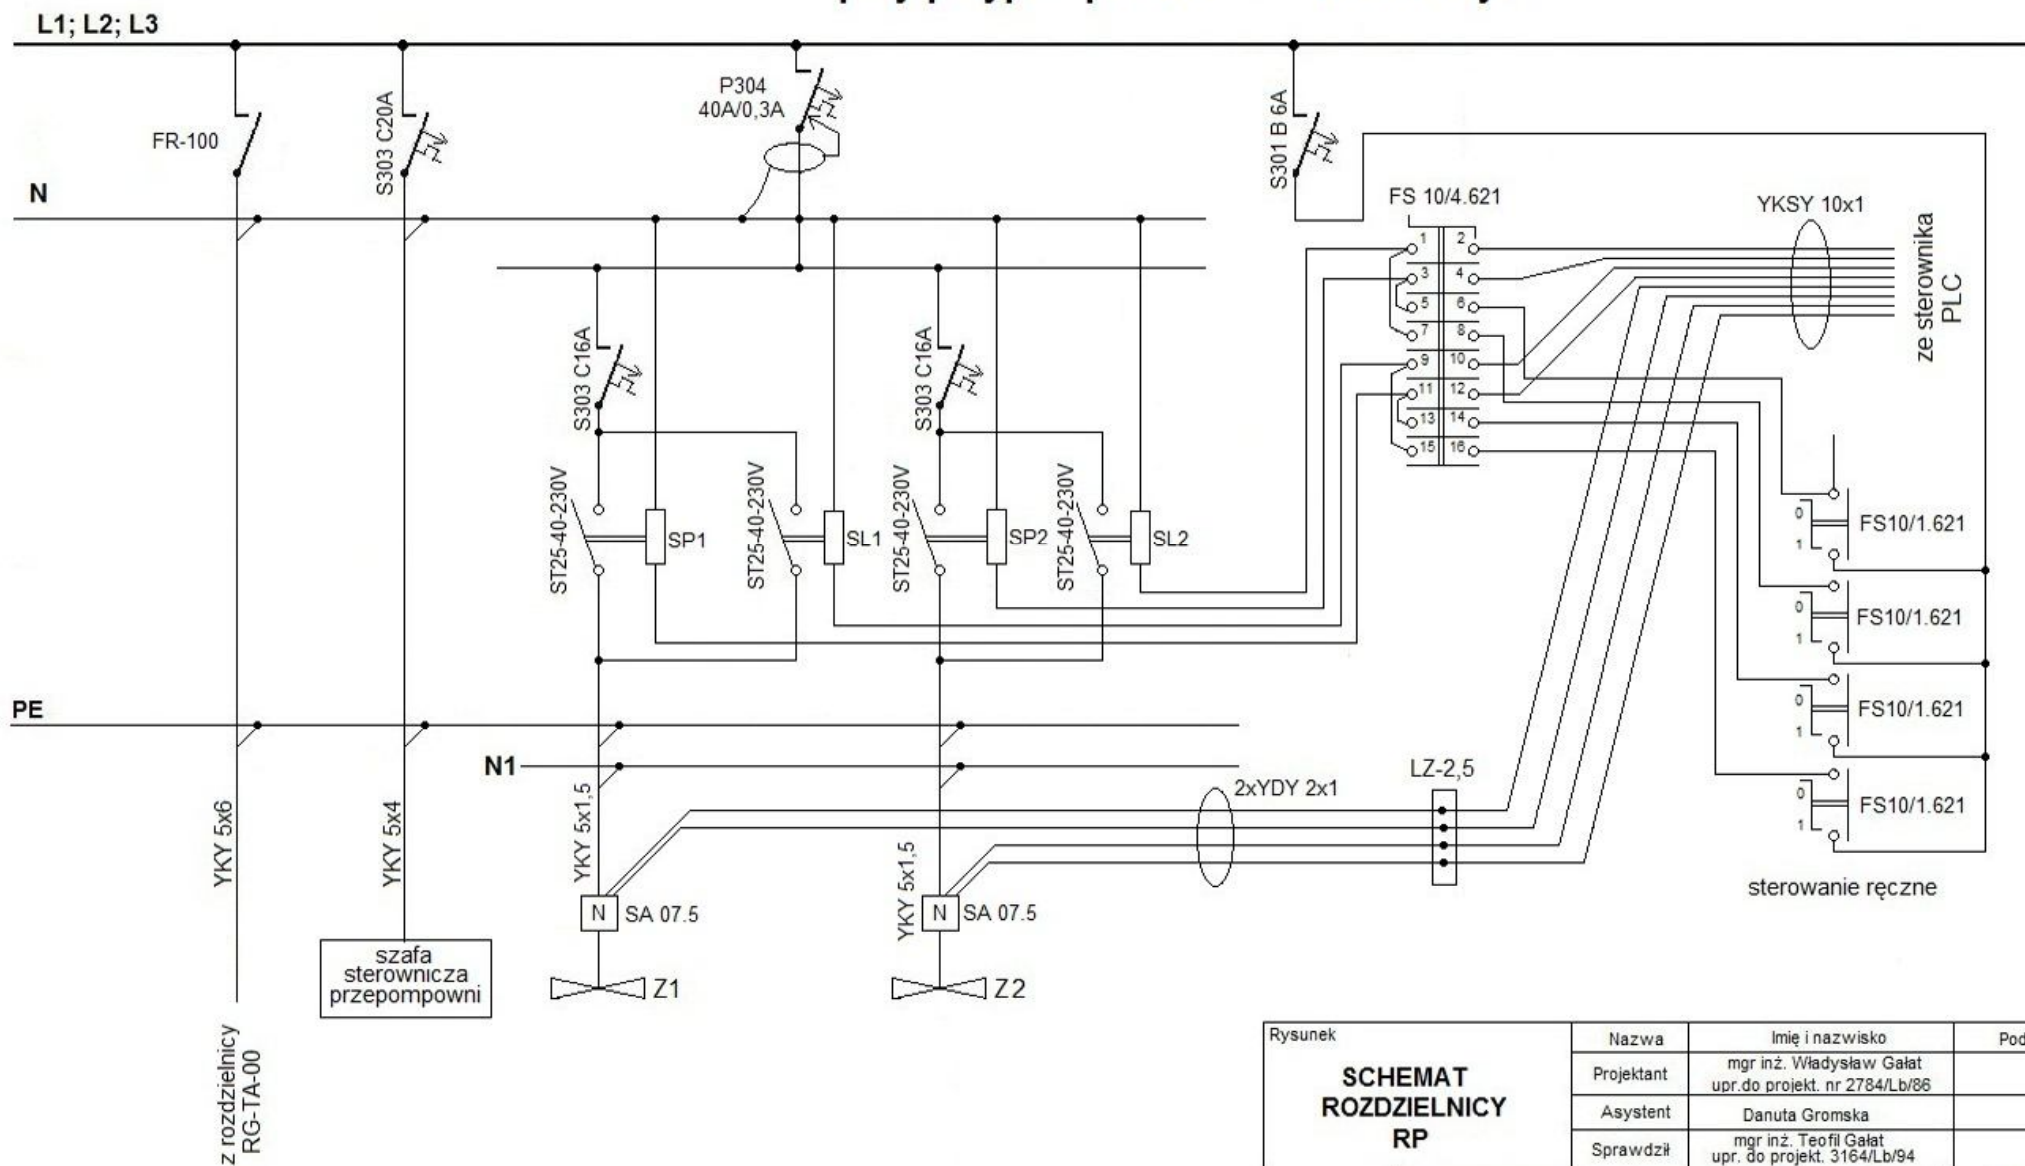 L1; L2; L3
P304
40A/0,3A
FR-100
S303 C20A
S301 B 6A
N
FS 10/4.621
YKSY 10x1
ze sterownika
PLC
1 2
3 4
5 6
7 8
9 10
11 12
13 14
15 16
S303 C16A
S303 C16A
ST25-40-230V
SP1
ST25-40-230V
SL1
ST25-40-230V
SP2
ST25-40-230V
SL2
0
1
FS10/1.621
0
1
FS10/1.621
0
1
FS10/1.621
0
1
FS10/1.621
sterowanie ręczne
PE
N1
LZ-2,5
2xYDY 2x1
YKY 5x6
YKY 5x4
YKY 5x1,5
YKY 5x1,5
N SA 07.5
N SA 07.5
szafa
sterownicza
przepompowni
Z1
Z2
z rozdzielnicy
RG-TA-00
Rysunek
SCHEMAT
ROZDZIELNICY
RP
Nazwa
Imię i nazwisko
Pod
Projektant
mgr inż. Władysław Gałat
upr.do projekt. nr 2784/Lb/86
Asystent
Danuta Gromska
Sprawdził
mgr inż. Teofil Gałat
upr. do projekt. 3164/Lb/94